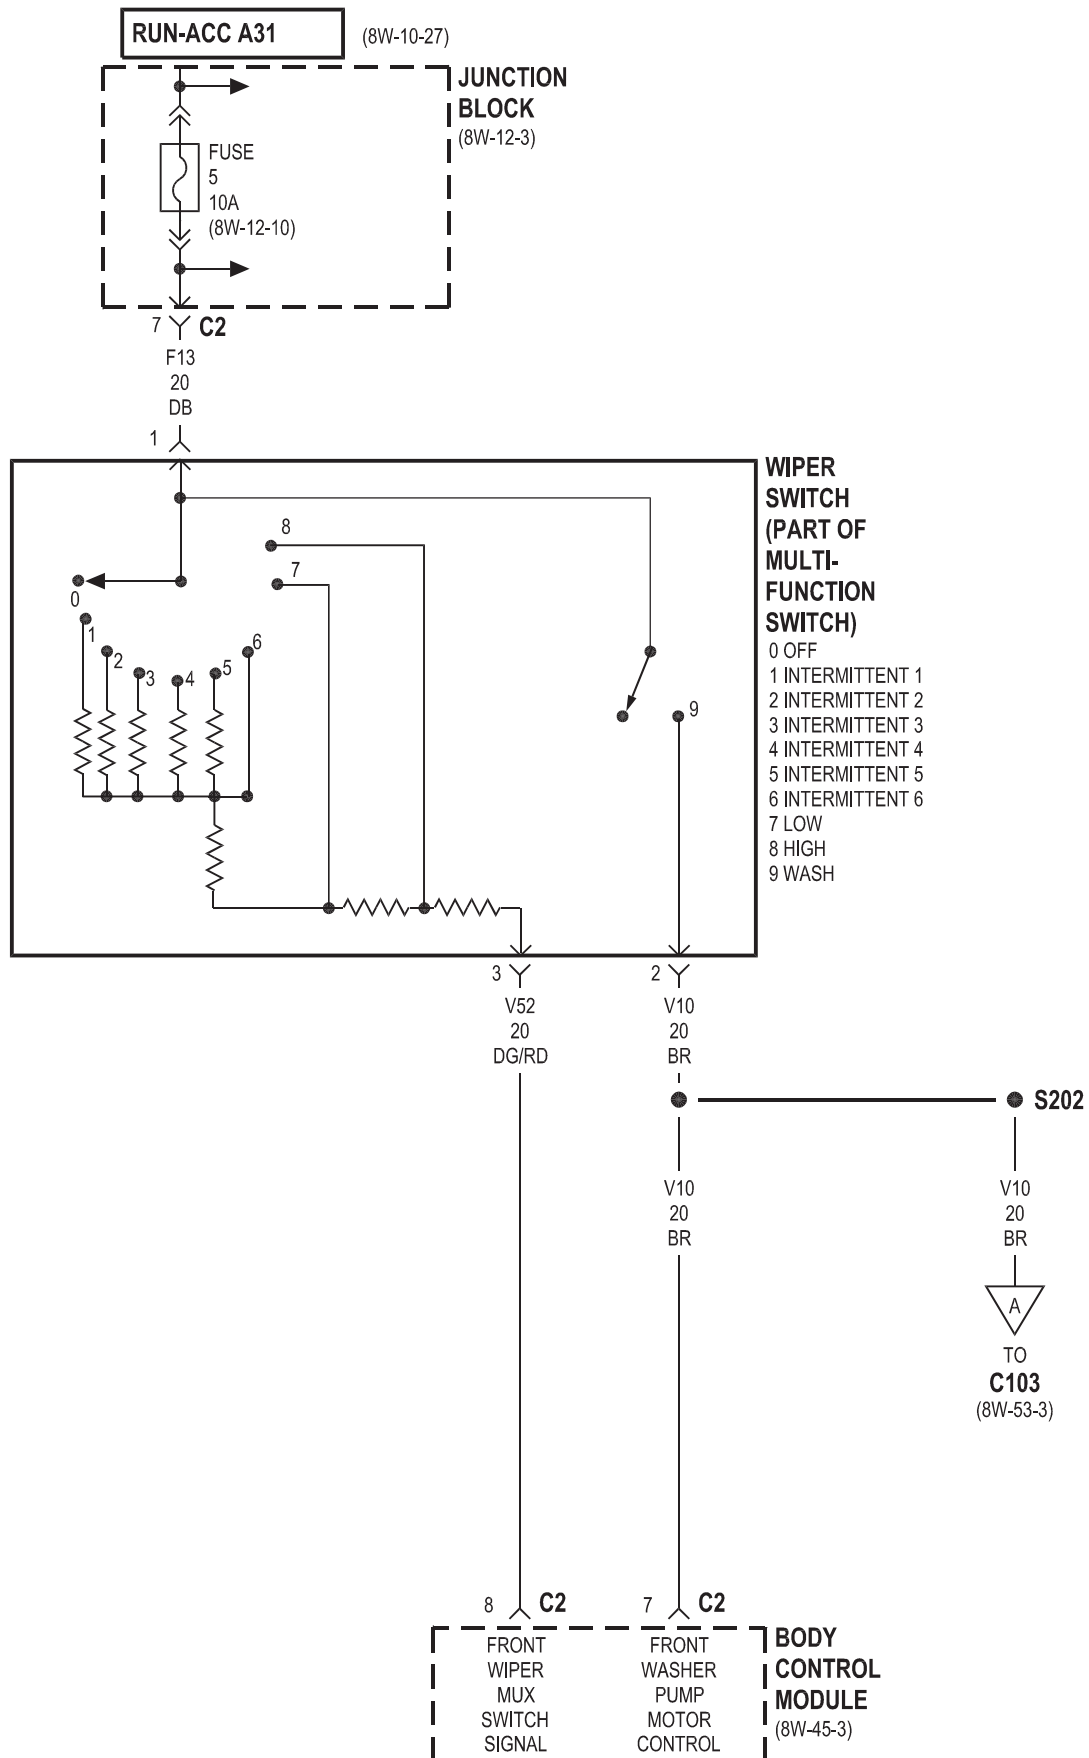 RUN-ACC A31
(8W-10-27)
JUNCTION
BLOCK
(8W-12-3)
FUSE
5
10A
(8W-12-10)
7
C2
F13
20
DB
1
WIPER
SWITCH
(PART OF
MULTI-
FUNCTION
SWITCH)
0 OFF
1 INTERMITTENT 1
2 INTERMITTENT 2
3 INTERMITTENT 3
4 INTERMITTENT 4
5 INTERMITTENT 5
6 INTERMITTENT 6
7 LOW
8 HIGH
9 WASH
8
7
0
1
2
3
4
5
6
9
3
2
V52
20
DG/RD
V10
20
BR
S202
V10
20
BR
V10
20
BR
A
TO
C103
(8W-53-3)
8
C2
7
C2
FRONT
WIPER
MUX
SWITCH
SIGNAL
FRONT
WASHER
PUMP
MOTOR
CONTROL
BODY
CONTROL
MODULE
(8W-45-3)